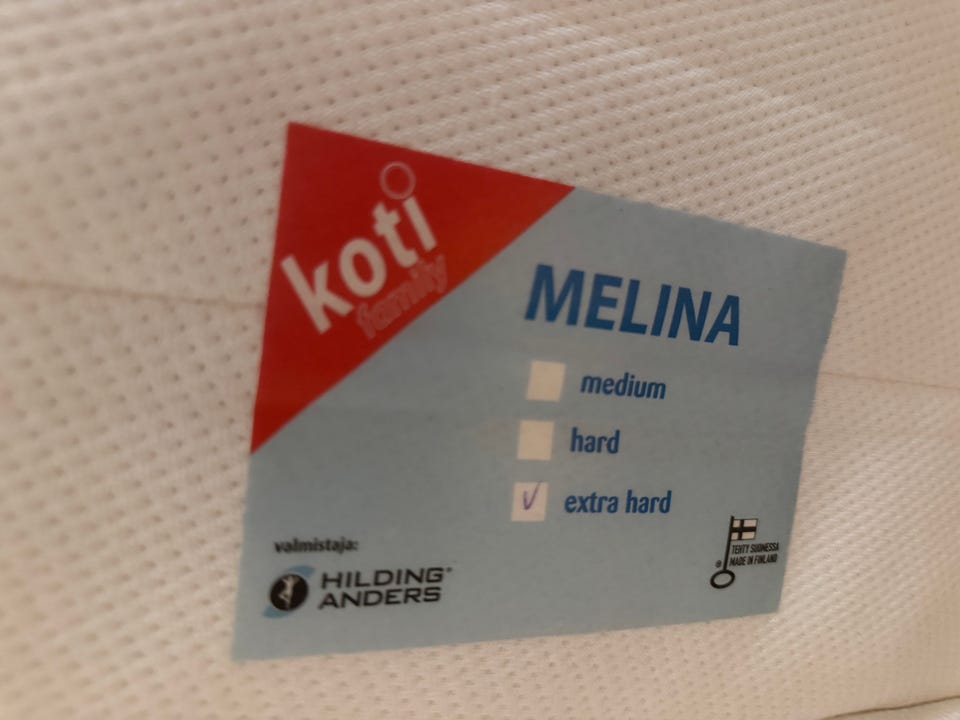 koti
family
MELINA
medium
hard
extra hard
valmistaja:
HILDING®
ANDERS
TEHTY SUOMESSA
® MADE IN FINLAND